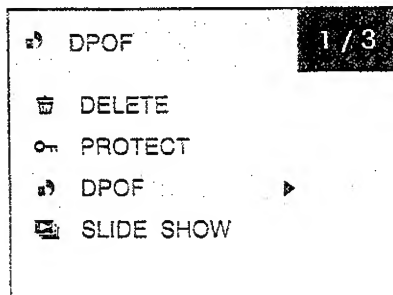 DPOF
1/3
DELETE
PROTECT
DPOF
SLIDE SHOW